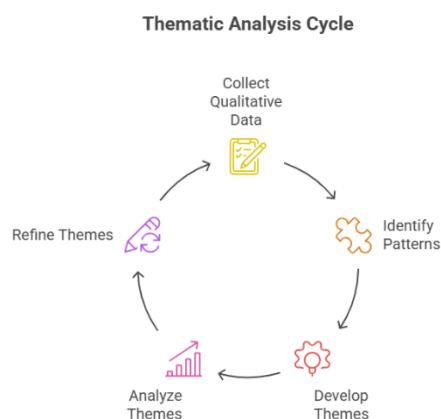 Thematic Analysis Cycle
Collect
Qualitative
Data
Identify
Patterns
Develop
Themes
Analyze
Themes
Refine Themes